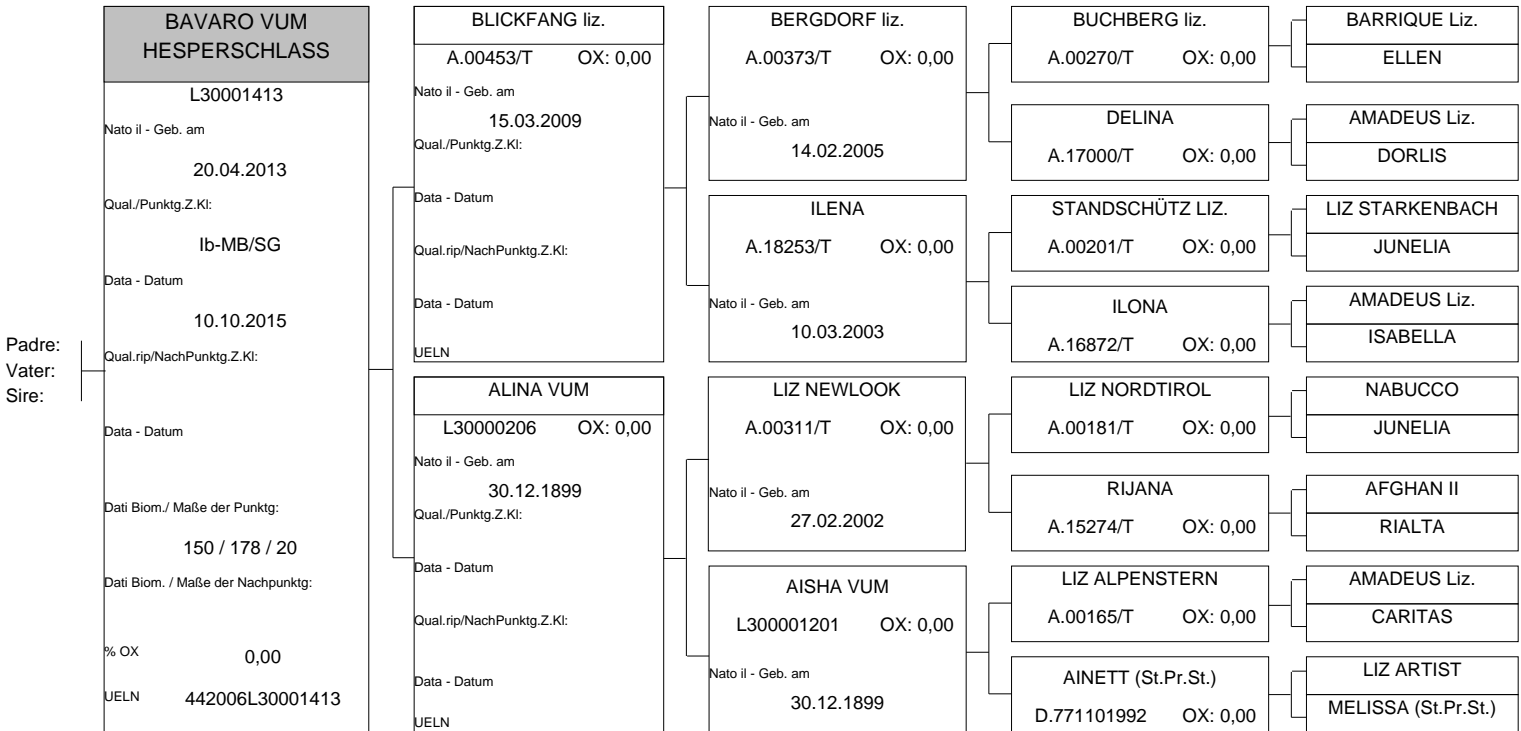 BAVARO VUM
HESPERSCHLASS
L30001413
Nato il - Geb. am
20.04.2013
Qual./Punktg.Z.Kl:
Ib-MB/SG
Data - Datum
10.10.2015
Qual.rip/NachPunktg.Z.Kl:
Data - Datum
Dati Biom./ Maße der Punktg:
150 / 178 / 20
Dati Biom. / Maße der Nachpunktg:
% OX 0,00
UELN 442006L30001413
Padre:
Vater:
Sire:
BLICKFANG liz.
A.00453/T OX: 0,00
Nato il - Geb. am
15.03.2009
Qual./Punktg.Z.Kl:
Data - Datum
Qual.rip/NachPunktg.Z.Kl:
Data - Datum
UELN
ALINA VUM
L30000206 OX: 0,00
Nato il - Geb. am
30.12.1899
Qual./Punktg.Z.Kl:
Data - Datum
Qual.rip/NachPunktg.Z.Kl:
Data - Datum
UELN
BERGDORF liz.
A.00373/T OX: 0,00
Nato il - Geb. am
14.02.2005
ILENA
A.18253/T OX: 0,00
Nato il - Geb. am
10.03.2003
LIZ NEWLOOK
A.00311/T OX: 0,00
Nato il - Geb. am
27.02.2002
AISHA VUM
L300001201 OX: 0,00
Nato il - Geb. am
30.12.1899
BUCHBERG liz.
A.00270/T OX: 0,00
DELINA
A.17000/T OX: 0,00
STANDSCHÜTZ LIZ.
A.00201/T OX: 0,00
ILONA
A.16872/T OX: 0,00
LIZ NORDTIROL
A.00181/T OX: 0,00
RIJANA
A.15274/T OX: 0,00
LIZ ALPENSTERN
A.00165/T OX: 0,00
AINETT (St.Pr.St.)
D.771101992 OX: 0,00
BARRIQUE Liz.
ELLEN
AMADEUS Liz.
DORLIS
LIZ STARKENBACH
JUNELIA
AMADEUS Liz.
ISABELLA
NABUCCO
JUNELIA
AFGHAN II
RIALTA
AMADEUS Liz.
CARITAS
LIZ ARTIST
MELISSA (St.Pr.St.)